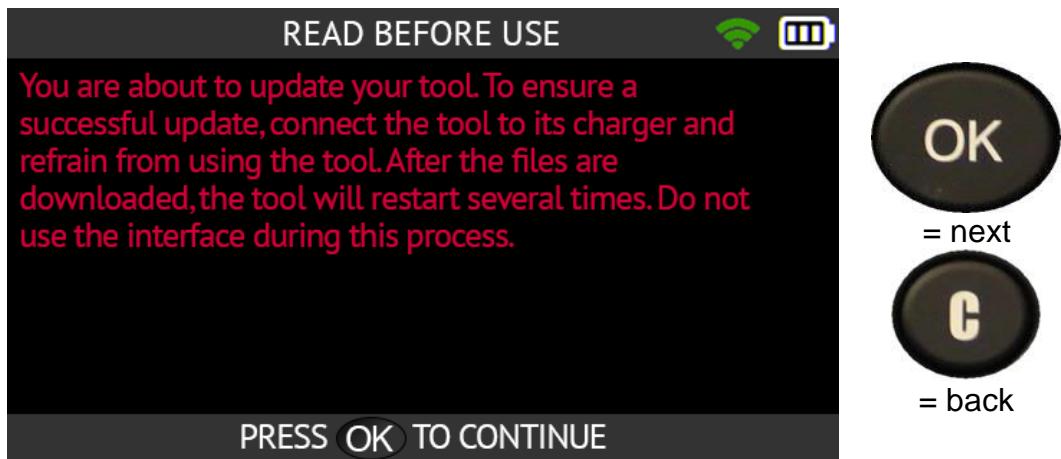 READ BEFORE USE
You are about to update your tool. To ensure a
successful update, connect the tool to its charger and
refrain from using the tool. After the files are
downloaded, the tool will restart several times. Do not
use the interface during this process.
PRESS OK TO CONTINUE
OK
= next
C
= back